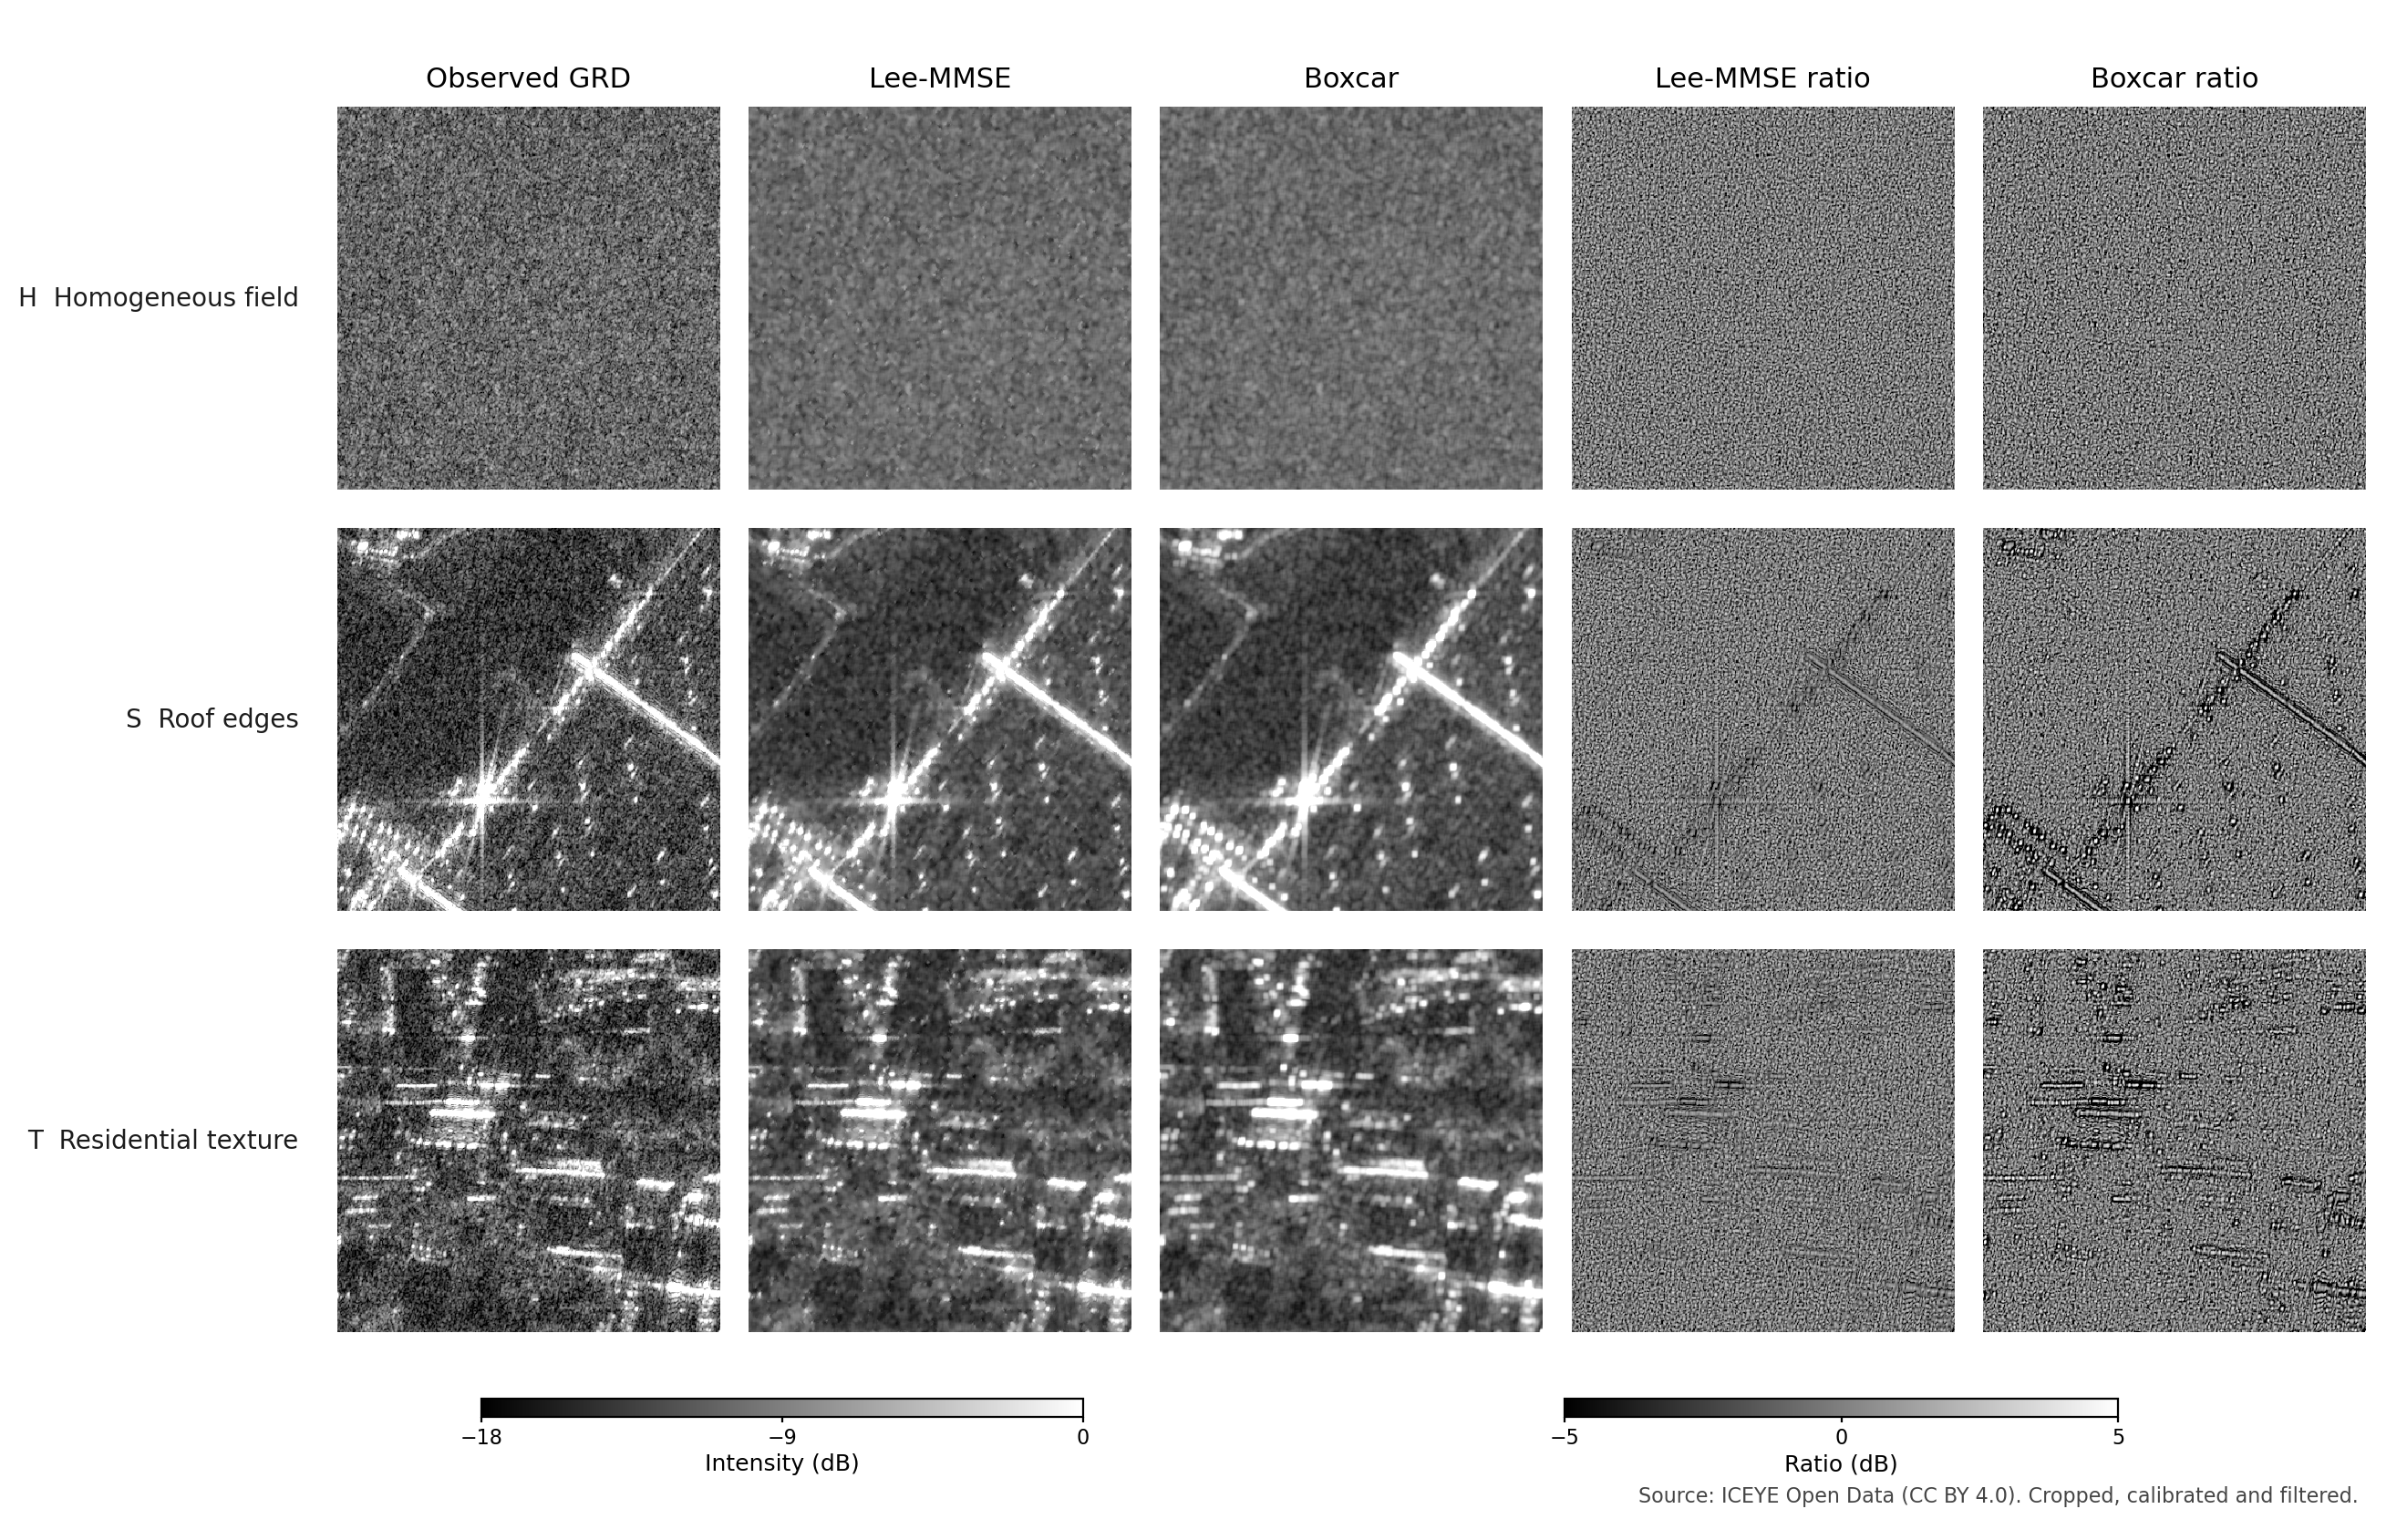 Observed GRD
Lee-MMSE
Boxcar
Lee-MMSE ratio
Boxcar ratio
H Homogeneous field
S Roof edges
T Residential texture
−18
−9
0
Intensity (dB)
−5
0
5
Ratio (dB)
Source: ICEYE Open Data (CC BY 4.0). Cropped, calibrated and filtered.